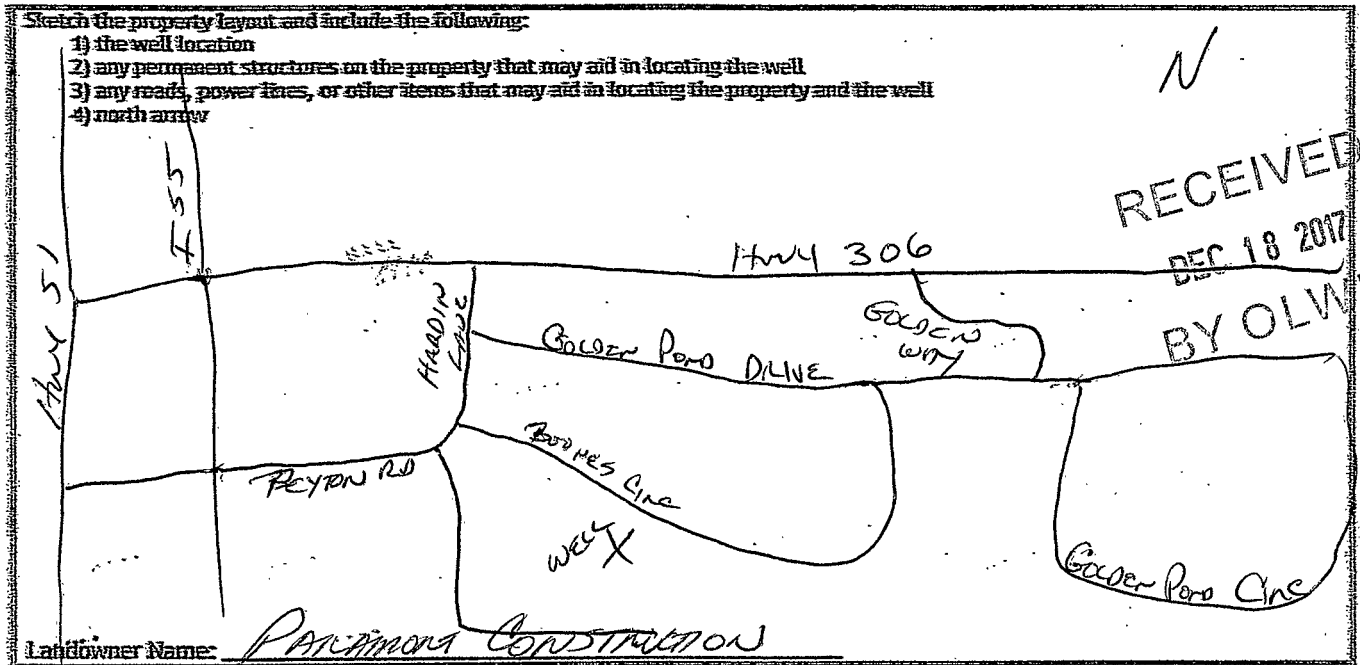 Sketch the property layout and include the following:
1) the well location
2) any permanent structures on the property that may aid in locating the well
3) any roads, power lines, or other items that may aid in locating the property and the well
4) north arrow
N
RECEIVED
DEC 18 2017
BY OLW
Hwy 51
I 55
Hwy 306
HARDIN
GOLDEN POND DRIVE
GOLDEN
WAY
PEYTON RD
CIRC
WELL X
GOLDEN POND CIRC
Landowner Name: CONSTRUCTION